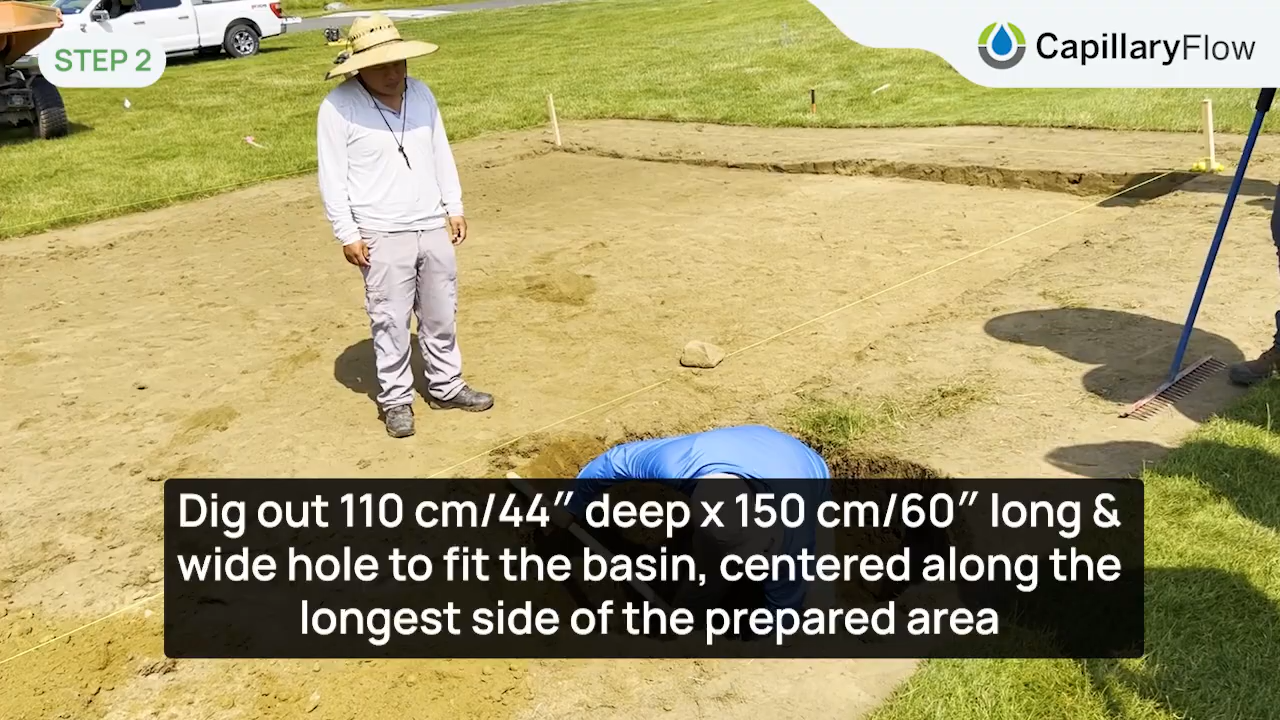 STEP 2
CapillaryFlow
Dig out 110 cm/44″ deep x 150 cm/60″ long &
wide hole to fit the basin, centered along the
longest side of the prepared area